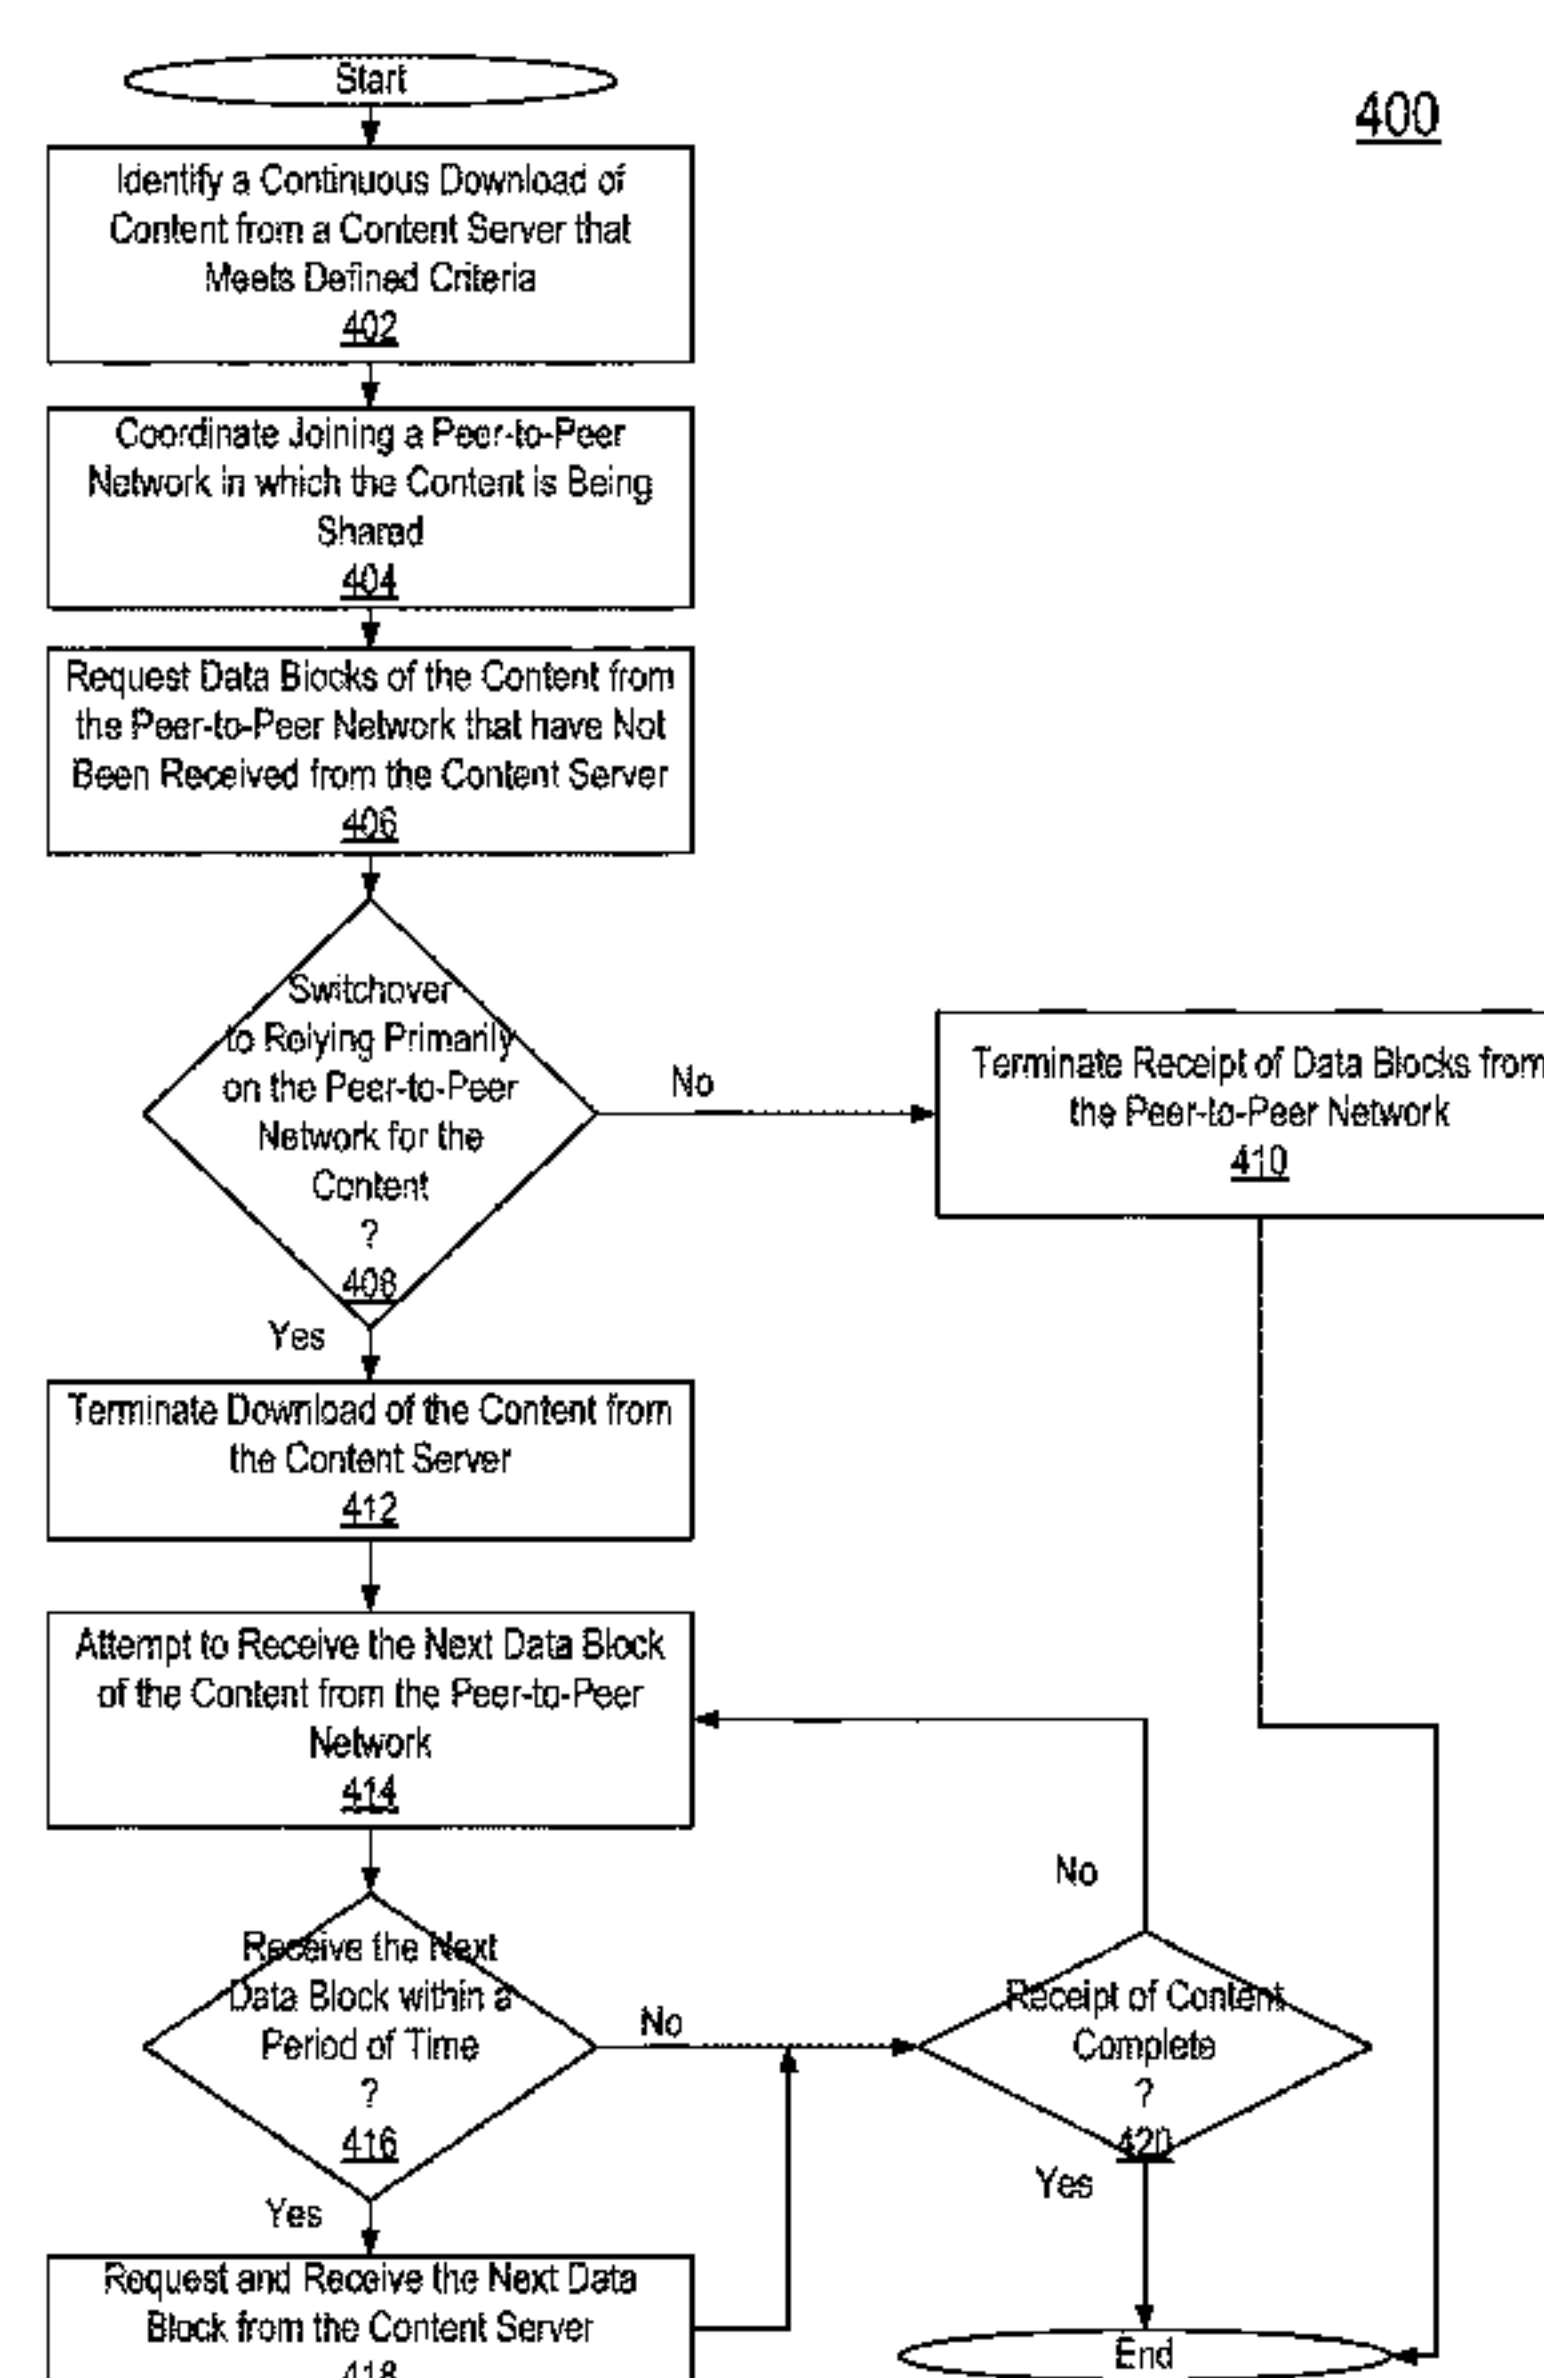 Start
400
Identify a Continuous Download of
Content from a Content Server that
Meets Defined Criteria
402
Coordinate Joining a Peer-to-Peer
Network in which the Content is Being
Shared
404
Request Data Blocks of the Content from
the Peer-to-Peer Network that have Not
Been Received from the Content Server
406
Switchover
to Relying Primarily
on the Peer-to-Peer
Network for the
Content
?
408
No
Terminate Receipt of Data Blocks from
the Peer-to-Peer Network
410
Yes
Terminate Download of the Content from
the Content Server
412
Attempt to Receive the Next Data Block
of the Content from the Peer-to-Peer
Network
414
No
Receive the Next
Data Block within a
Period of Time
?
416
No
Receipt of Content
Complete
?
420
Yes
Yes
Request and Receive the Next Data
Block from the Content Server
418
End